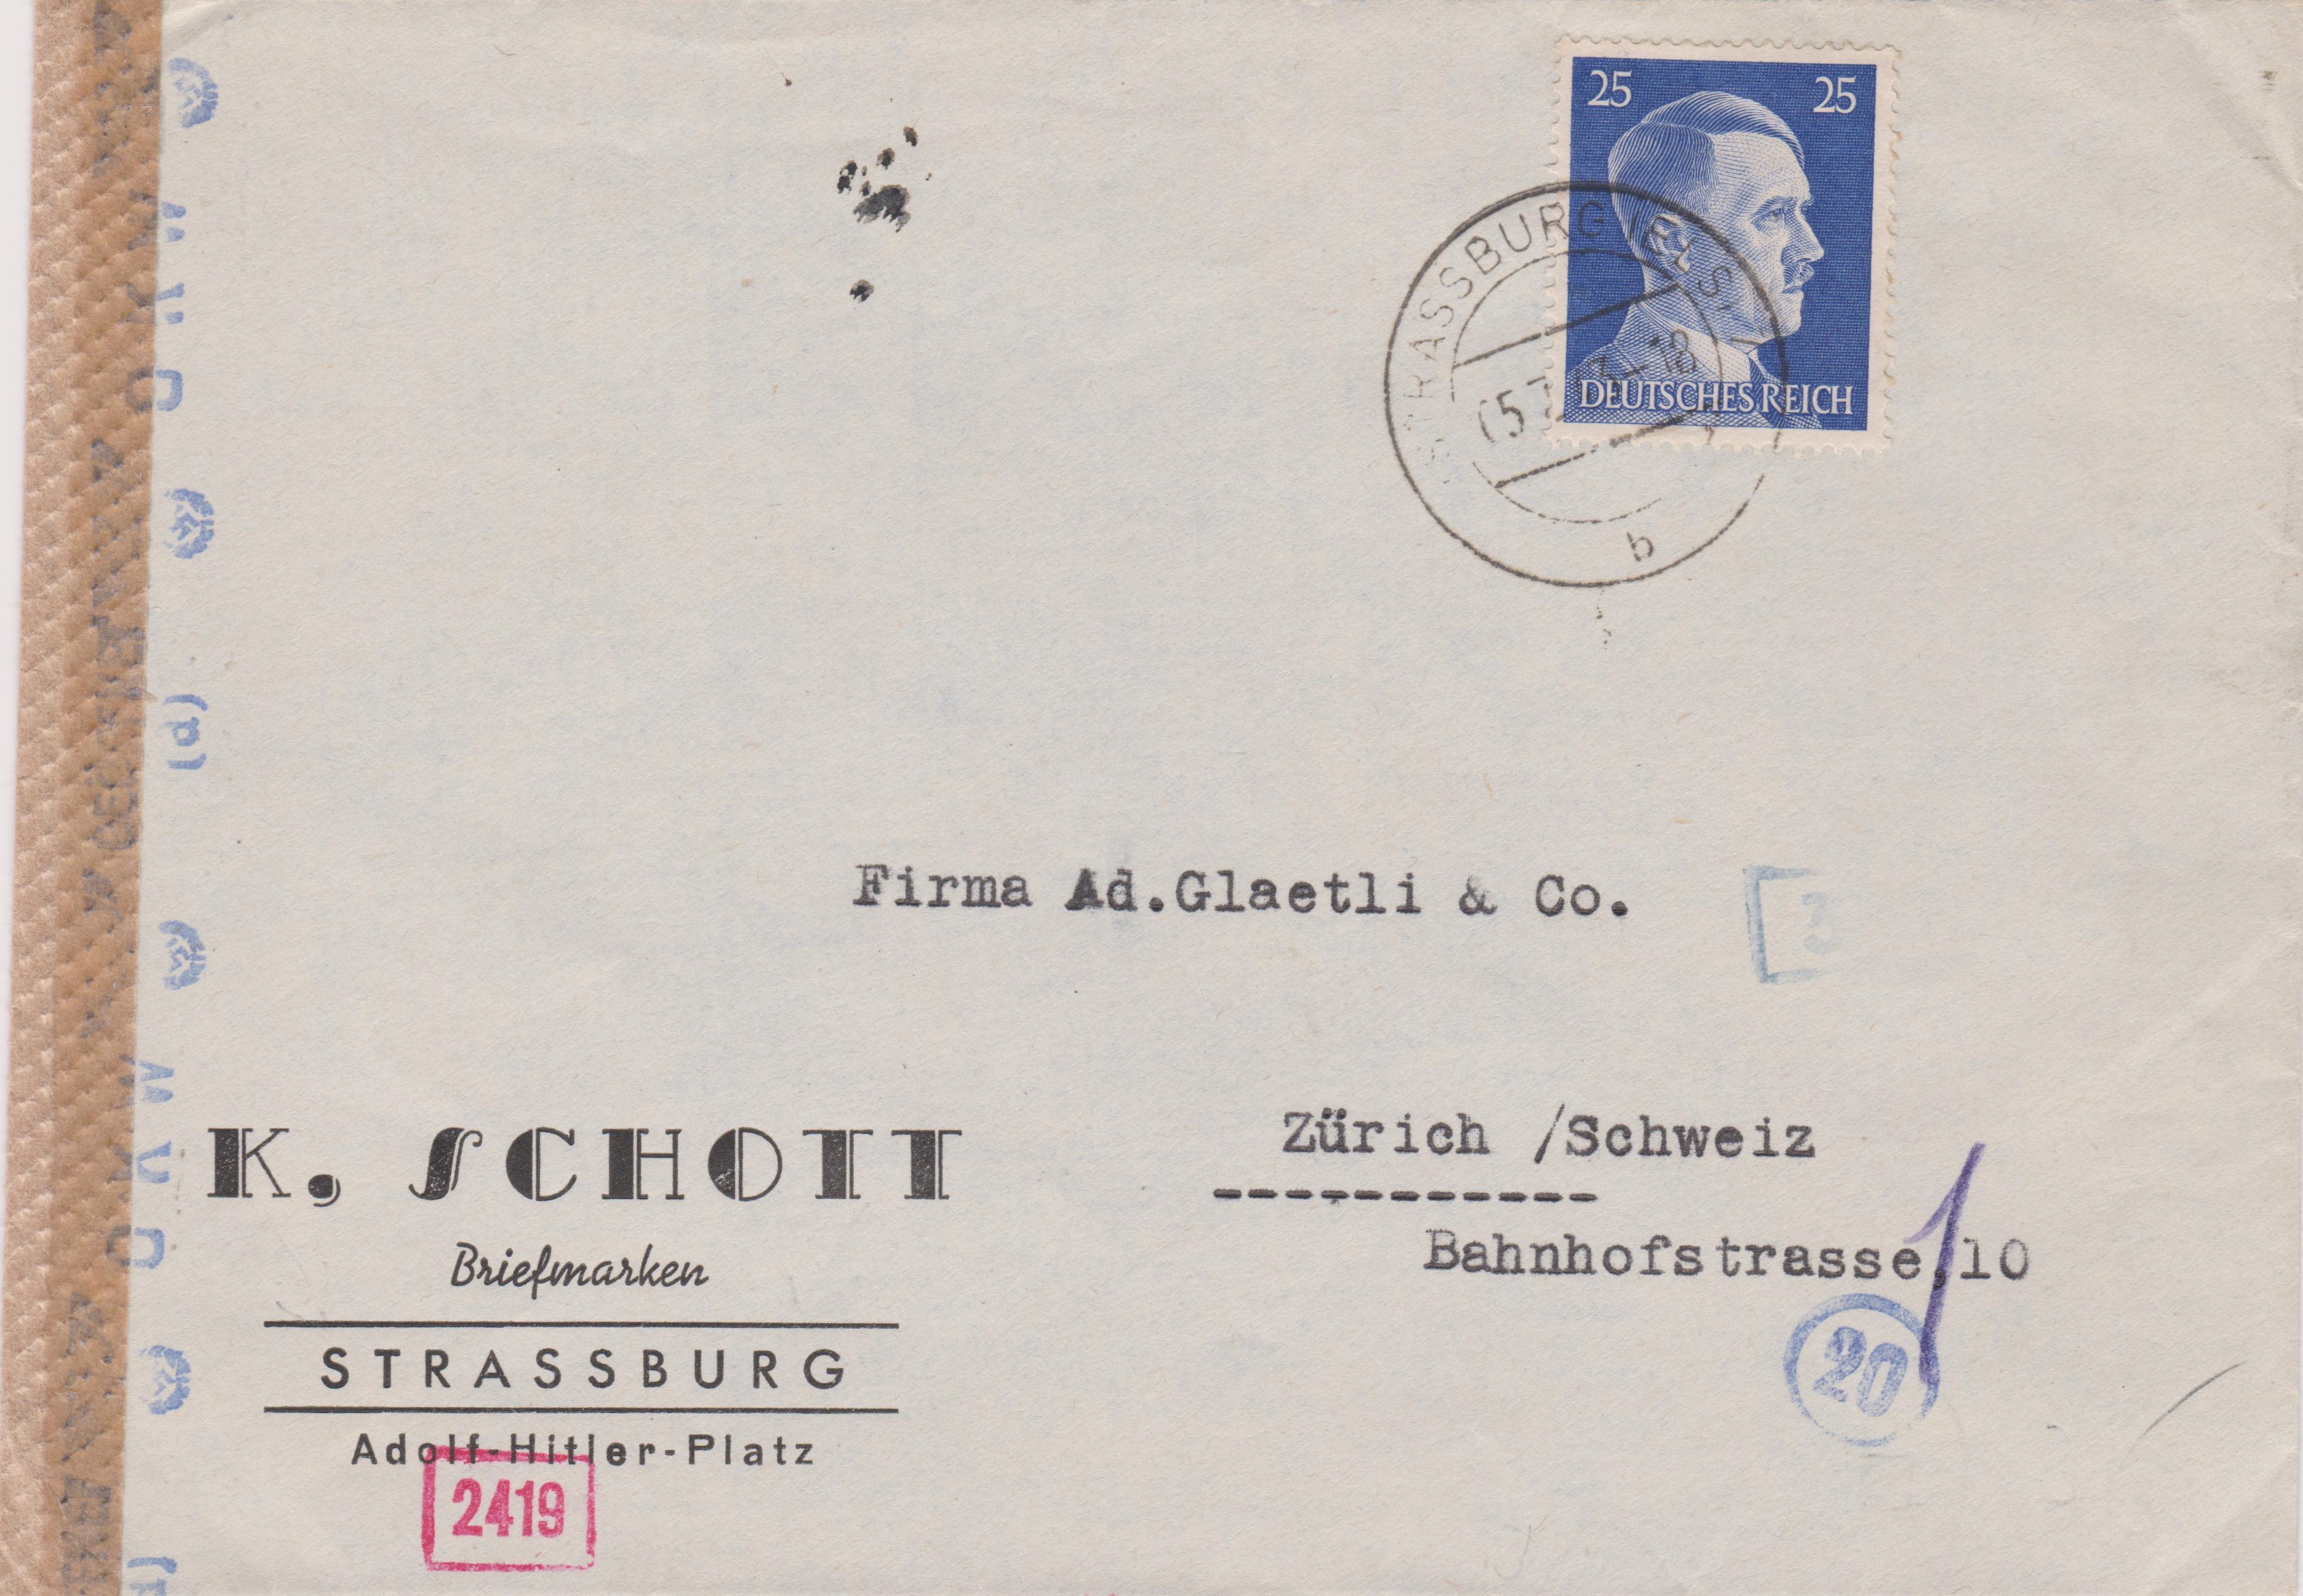 25 25
DEUTSCHES REICH
STRASSBURG (ELS)
b
Firma Ad.Glaetli & Co.
3
Zürich /Schweiz
-----------
Bahnhofstrasse 10
20
K. SCHOTT
Briefmarken
STRASSBURG
Adolf-Hitler-Platz
2419
(d)